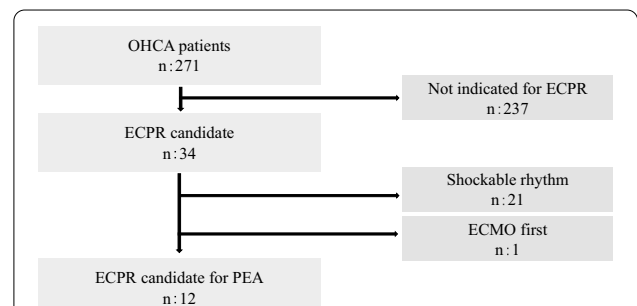 OHCA patients
n:271
Not indicated for ECPR
n:237
ECPR candidate
n:34
Shockable rhythm
n:21
ECMO first
n:1
ECPR candidate for PEA
n:12